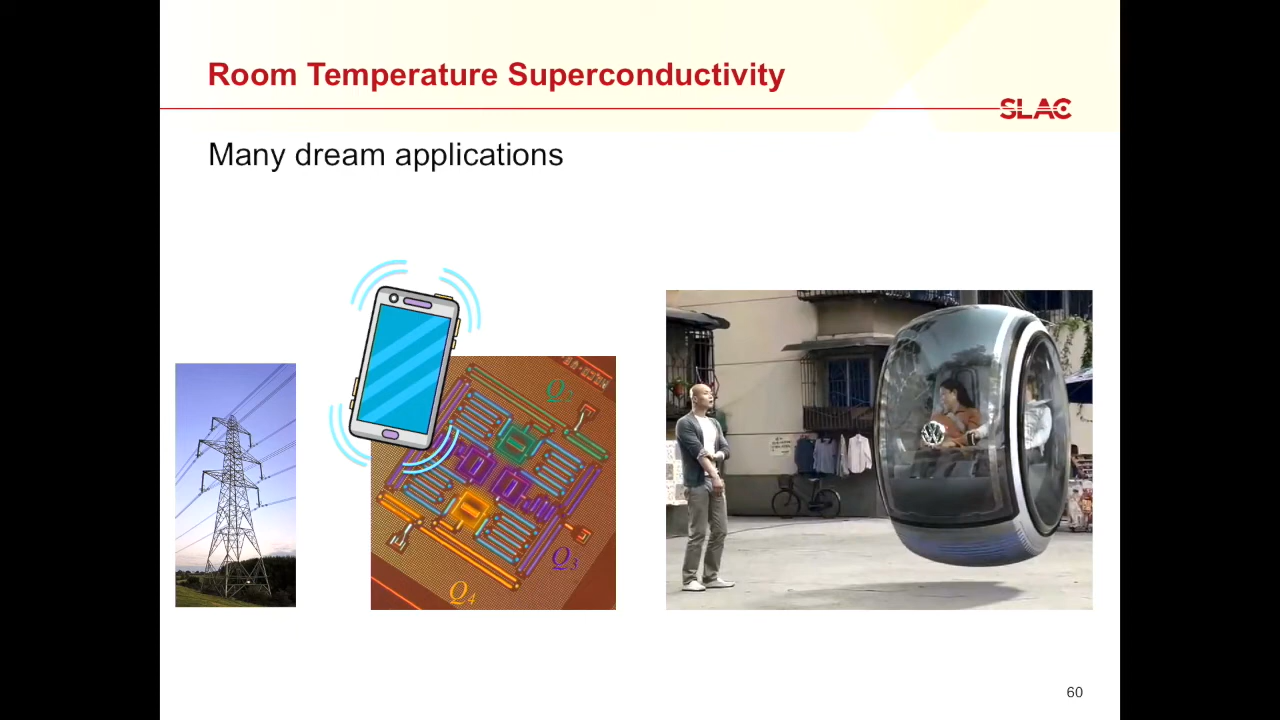 Room Temperature Superconductivity
SLAC
Many dream applications
Q
Q3
Q4
60